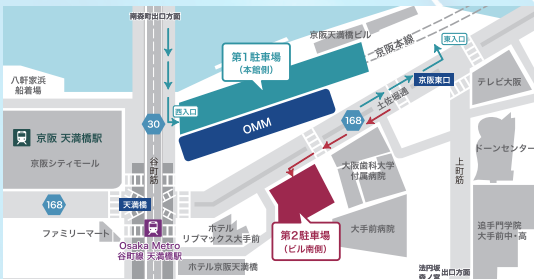 南森町出口方面
京阪天満橋ビル
京阪本線
東入口
第1駐車場
(本館側)
八軒家浜
船着場
西入口
京阪東口
テレビ大阪
土佐堀通
OMM
30
168
京阪 天満橋駅
京阪シティモール
谷町筋
大阪歯科大学
付属病院
上町筋
ドーンセンター
168
天満橋
ファミリーマート
Osaka Metro
谷町線 天満橋駅
ホテル
リブマックス大手前
第2駐車場
(ビル南側)
大手前病院
追手門学院
大手前中・高
ホテル京阪天満橋
法円坂
森ノ宮
出口方面